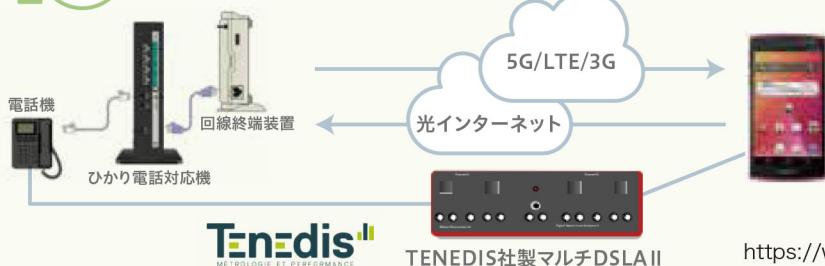 5G/LTE/3G
電話機
回線終端装置
光インターネット
ひかり電話対応機
Tenedis
MÉTROLOGIE ET PERFORMANCE
TENEDIS社製マルチDSLAⅡ
https://w